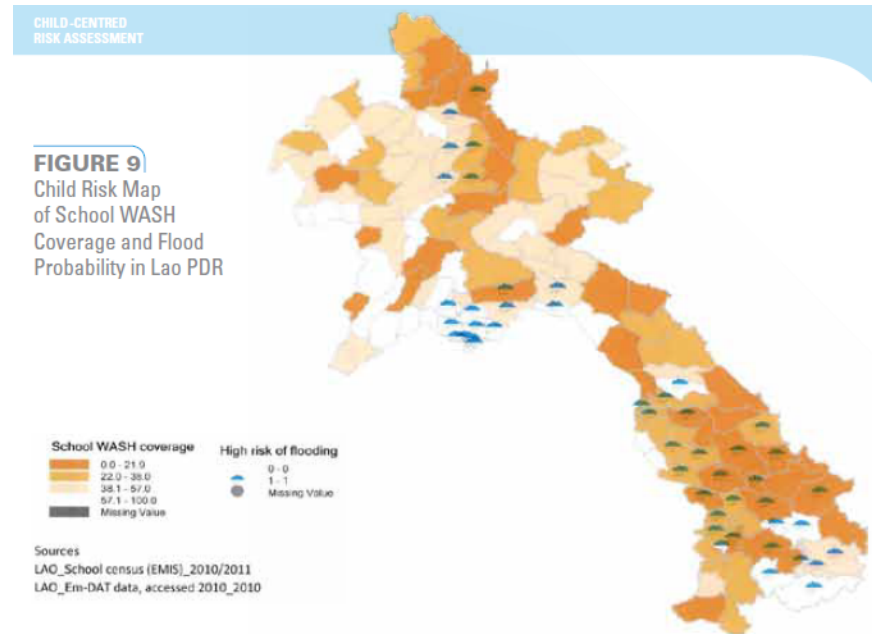 CHILD-CENTRED
RISK ASSESSMENT
FIGURE 9
Child Risk Map
of School WASH
Coverage and Flood
Probability in Lao PDR
School WASH coverage
0.0 - 21.9
22.0 - 38.0
38.1 - 57.0
57.1 - 100.0
Missing Value
High risk of flooding
0 - 0
1 - 1
Missing Value
Sources
LAO_School census (EMIS)_2010/2011
LAO_Em-DAT data, accessed 2010_2010